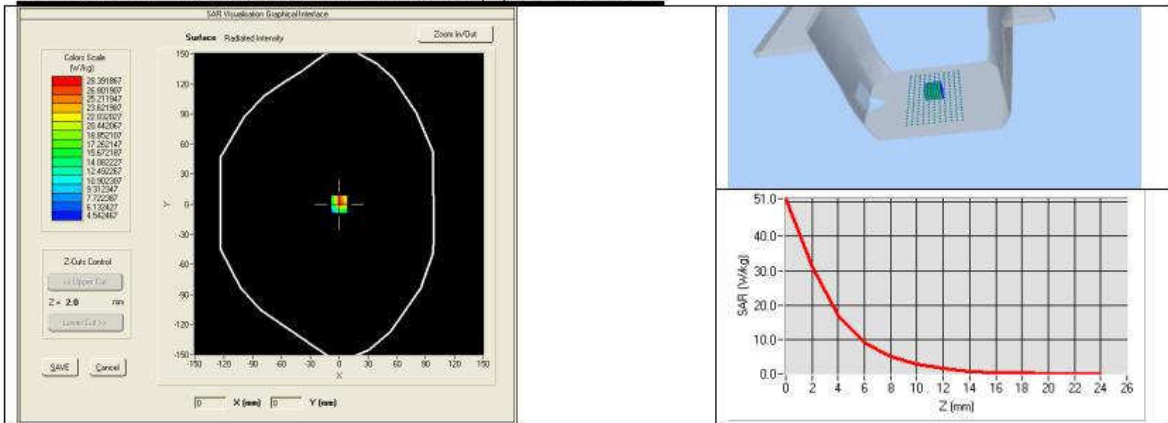 SAR Visualisation Graphical Interface
Surface Radiated Intensity
Zoom In/Out
Colors Scale
(W/kg)
28.391867
26.801907
25.211947
23.621987
22.032027
20.442067
18.852107
17.262147
15.672187
14.082227
12.492267
10.902307
9.312347
7.722387
6.132427
4.542467
150
120
90
60
30
0
-30
-60
-90
-120
-150
Y
-150 -120 -90 -60 -30 0 30 60 90 120 150
X
Z-Cuts Control
<< Upper Cut
Z = 2.0 mm
Lower Cut >>
SAVE Cancel
0 X (mm) 0 Y (mm)
51.0
40.0
30.0
20.0
10.0
0.0
SAR (W/kg)
0 2 4 6 8 10 12 14 16 18 20 22 24 26
Z (mm)